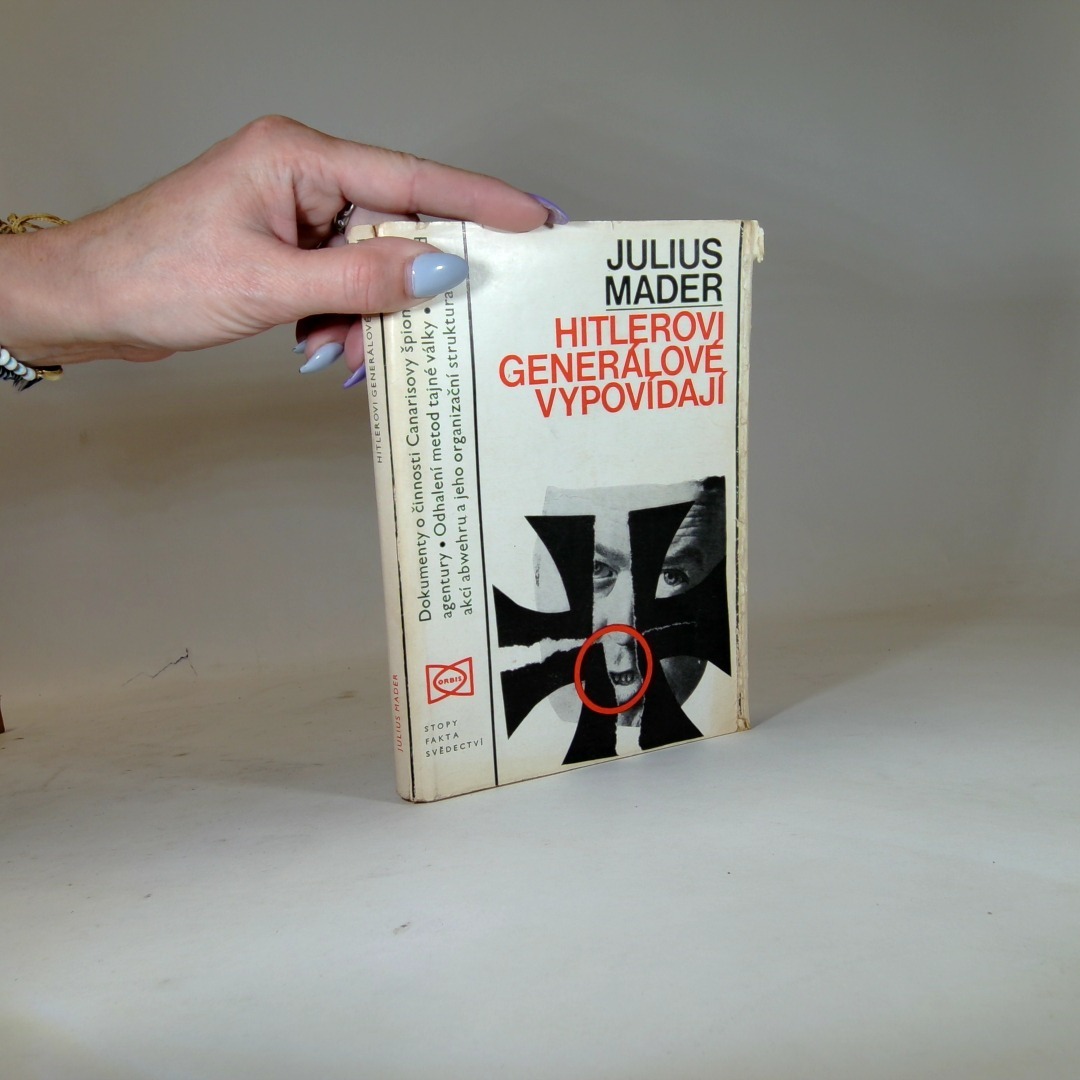 JULIUS
MADER
HITLEROVI
GENERÁLOVÉ
VYPOVÍDAJÍ
Dokumenty o činnosti Canarisovy špion
agentury • Odhalení metod tajné války •
akcí abwehru a jeho organizační struktura
ORBIS
STOPY
FAKTA
SVĚDECTVÍ
JULIUS MADER
HITLEROVI GENERÁLOVÉ